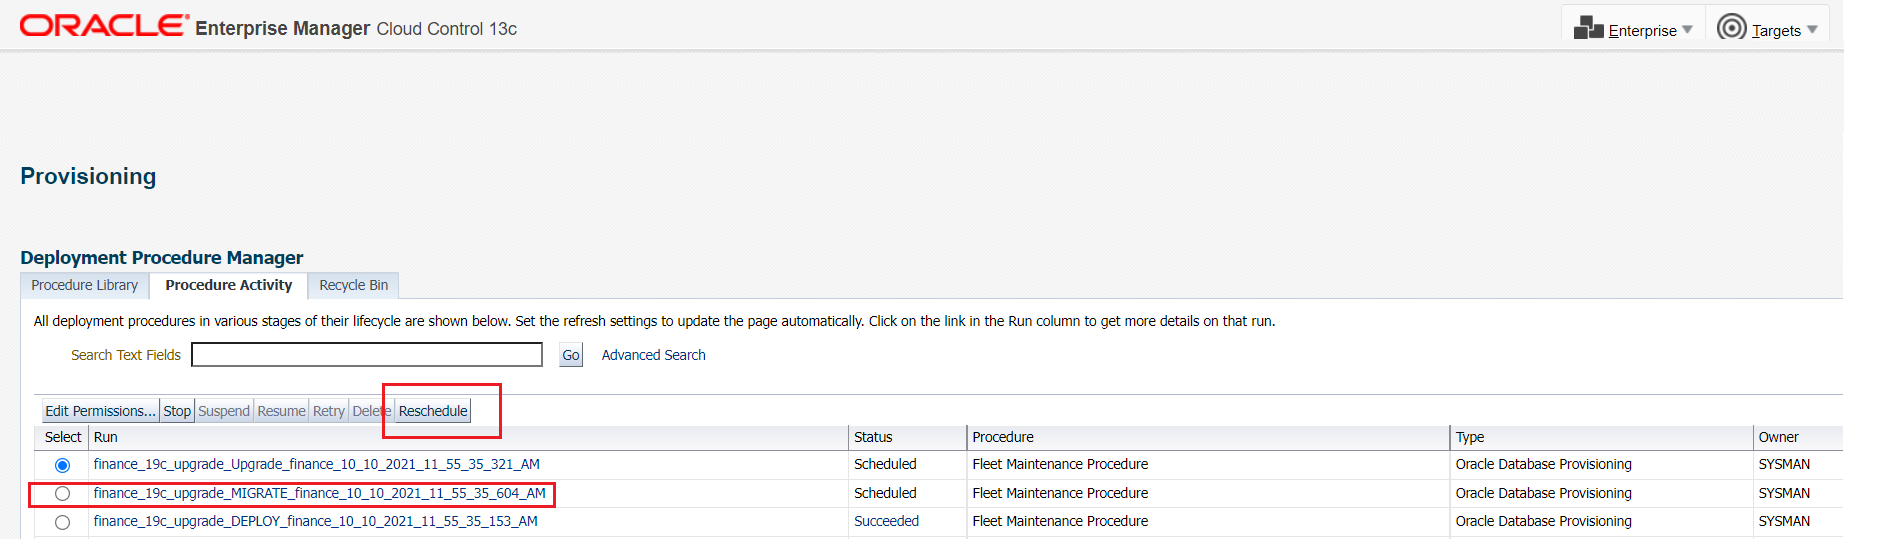 ORACLE Enterprise Manager Cloud Control 13c Enterprise Targets
Provisioning
Deployment Procedure Manager
Procedure Library Procedure Activity Recycle Bin
All deployment procedures in various stages of their lifecycle are shown below. Set the refresh settings to update the page automatically. Click on the link in the Run column to get more details on that run.
Search Text Fields Go Advanced Search
Edit Permissions... Stop Suspend Resume Retry Delete Reschedule
Select Run Status Procedure Type Owner
finance_19c_upgrade_Upgrade_finance_10_10_2021_11_55_35_321_AM Scheduled Fleet Maintenance Procedure Oracle Database Provisioning SYSMAN
finance_19c_upgrade_MIGRATE_finance_10_10_2021_11_55_35_604_AM Scheduled Fleet Maintenance Procedure Oracle Database Provisioning SYSMAN
finance_19c_upgrade_DEPLOY_finance_10_10_2021_11_55_35_153_AM Succeeded Fleet Maintenance Procedure Oracle Database Provisioning SYSMAN